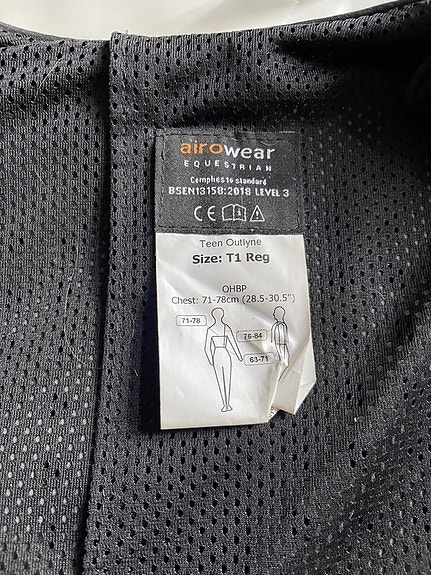 airowear
EQUESTRIAN
Complies to standard
BSEN13158:2018 LEVEL 3
CE
Teen Outlyne
Size: T1 Reg
OHBP
Chest: 71-78cm (28.5-30.5")
71-78
76-84
63-71